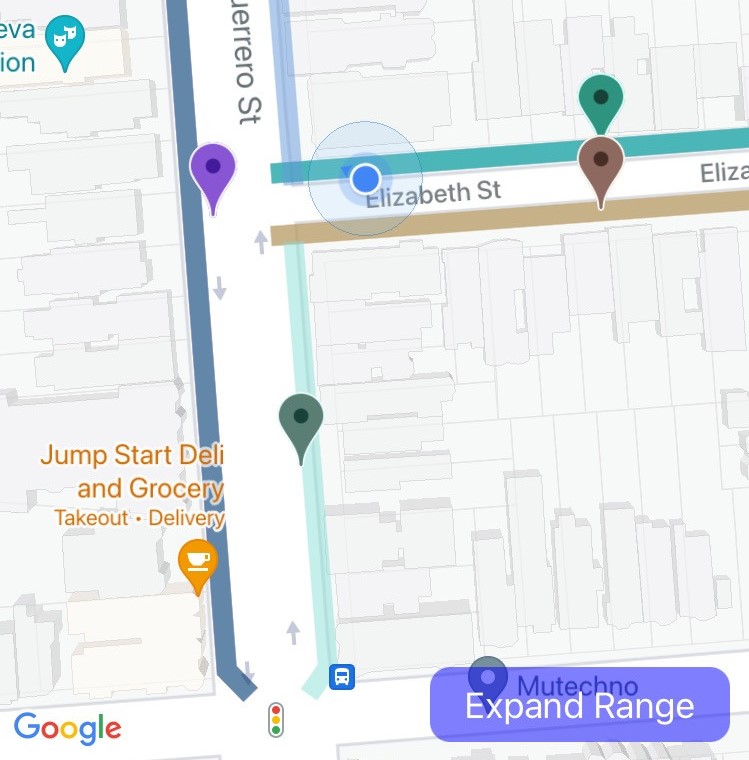 eva
ion
uerrero St
Elizabeth St
Eliza
Jump Start Deli
and Grocery
Takeout • Delivery
Mutechno
Expand Range
Google